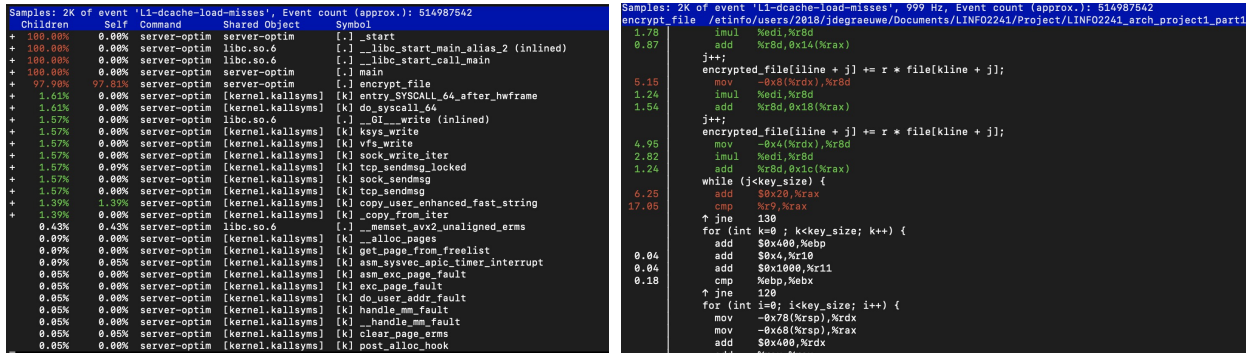 Samples: 2K of event 'L1-dcache-load-misses', Event count (approx.): 514987542
Children Self Command Shared Object Symbol
+ 100.00% 0.00% server-optim server-optim [.] _start
+ 100.00% 0.00% server-optim libc.so.6 [.] __libc_start_main_alias_2 (inlined)
+ 100.00% 0.00% server-optim libc.so.6 [.] __libc_start_call_main
+ 100.00% 0.00% server-optim server-optim [.] main
+ 97.90% 97.81% server-optim server-optim [.] encrypt_file
+ 1.61% 0.00% server-optim [kernel.kallsyms] [k] entry_SYSCALL_64_after_hwframe
+ 1.61% 0.00% server-optim [kernel.kallsyms] [k] do_syscall_64
+ 1.57% 0.00% server-optim libc.so.6 [.] __GI___write (inlined)
+ 1.57% 0.00% server-optim [kernel.kallsyms] [k] ksys_write
+ 1.57% 0.00% server-optim [kernel.kallsyms] [k] vfs_write
+ 1.57% 0.00% server-optim [kernel.kallsyms] [k] sock_write_iter
+ 1.57% 0.09% server-optim [kernel.kallsyms] [k] tcp_sendmsg_locked
+ 1.57% 0.00% server-optim [kernel.kallsyms] [k] sock_sendmsg
+ 1.57% 0.00% server-optim [kernel.kallsyms] [k] tcp_sendmsg
+ 1.39% 1.39% server-optim [kernel.kallsyms] [k] copy_user_enhanced_fast_string
+ 1.39% 0.00% server-optim [kernel.kallsyms] [k] _copy_from_iter
0.43% 0.43% server-optim libc.so.6 [.] __memset_avx2_unaligned_erms
0.09% 0.00% server-optim [kernel.kallsyms] [k] __alloc_pages
0.09% 0.00% server-optim [kernel.kallsyms] [k] get_page_from_freelist
0.09% 0.05% server-optim [kernel.kallsyms] [k] asm_sysvec_apic_timer_interrupt
0.05% 0.00% server-optim [kernel.kallsyms] [k] asm_exc_page_fault
0.05% 0.00% server-optim [kernel.kallsyms] [k] exc_page_fault
0.05% 0.00% server-optim [kernel.kallsyms] [k] do_user_addr_fault
0.05% 0.00% server-optim [kernel.kallsyms] [k] handle_mm_fault
0.05% 0.00% server-optim [kernel.kallsyms] [k] __handle_mm_fault
0.05% 0.05% server-optim [kernel.kallsyms] [k] clear_page_erms
0.05% 0.00% server-optim [kernel.kallsyms] [k] post_alloc_hook
Samples: 2K of event 'L1-dcache-load-misses', 999 Hz, Event count (approx.): 514987542
encrypt_file /etinfo/users/2018/jdegraeuwe/Documents/LINFO2241/Project/LINFO2241_arch_project1_part1
1.78 imul %edi,%r8d
0.87 add %r8d,0x14(%rax)
j++;
encrypted_file[iline + j] += r * file[kline + j];
5.15 mov -0x8(%rdx),%r8d
1.24 imul %edi,%r8d
1.54 add %r8d,0x18(%rax)
j++;
encrypted_file[iline + j] += r * file[kline + j];
4.95 mov -0x4(%rdx),%r8d
2.82 imul %edi,%r8d
1.24 add %r8d,0x1c(%rax)
while (j<key_size) {
6.25 add $0x20,%rax
17.05 cmp %r9,%rax
↑ jne 130
for (int k=0 ; k<key_size; k++) {
add $0x400,%ebp
0.04 add $0x4,%r10
0.04 add $0x1000,%r11
0.18 cmp %ebp,%ebx
↑ jne 120
for (int i=0; i<key_size; i++) {
mov -0x78(%rsp),%rdx
mov -0x68(%rsp),%rax
add $0x400,%rdx